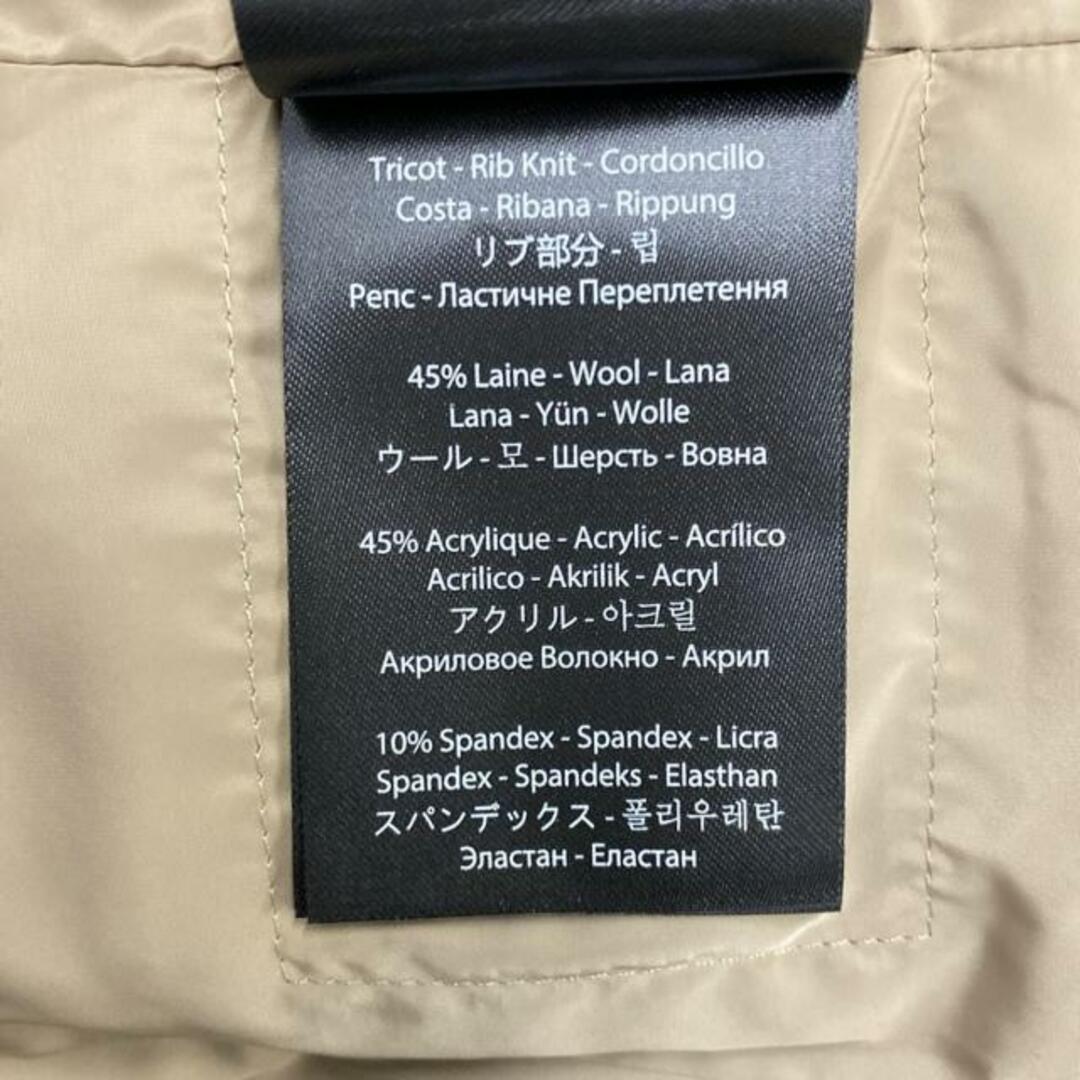 Tricot - Rib Knit - Cordoncillo
Costa - Ribana - Rippung
リブ部分 - 립
Репс - Ластичне Переплетення
45% Laine - Wool - Lana
Lana - Yün - Wolle
ウール - 모 - Шерсть - Вовна
45% Acrylique - Acrylic - Acrílico
Acrilico - Akrilik - Acryl
アクリル - 아크릴
Акриловое Волокно - Акрил
10% Spandex - Spandex - Licra
Spandex - Spandeks - Elasthan
スパンデックス - 폴리우레탄
Эластан - Еластан